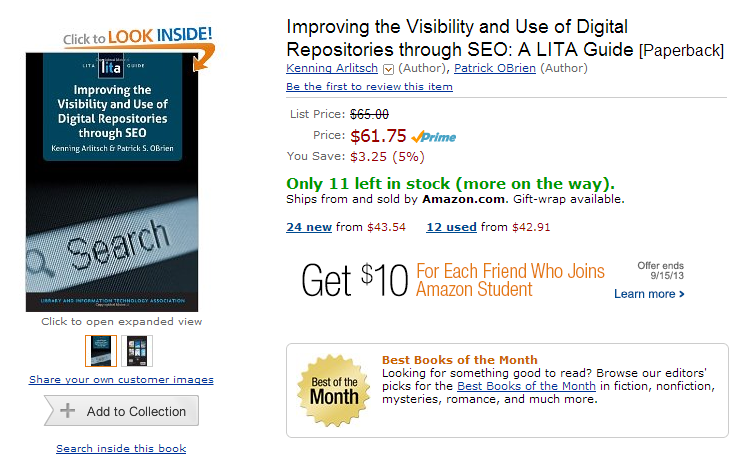 Click to LOOK INSIDE!
LITA GUIDE
lita
Improving the
Visibility and Use of
Digital Repositories
through SEO
Kenning Arlitsch & Patrick S. OBrien
Search
LIBRARY AND INFORMATION TECHNOLOGY ASSOCIATION
Click to open expanded view
Share your own customer images
Add to Collection
Search inside this book
Improving the Visibility and Use of Digital
Repositories through SEO: A LITA Guide [Paperback]
Kenning Arlitsch (Author), Patrick OBrien (Author)
Be the first to review this item
List Price: $65.00
Price: $61.75 Prime
You Save: $3.25 (5%)
Only 11 left in stock (more on the way).
Ships from and sold by Amazon.com. Gift-wrap available.
24 new from $43.54 12 used from $42.91
Get $10 For Each Friend Who Joins
Amazon Student
Offer ends
9/15/13
Learn more ›
Best of the
Month
Best Books of the Month
Looking for something good to read? Browse our editors'
picks for the Best Books of the Month in fiction, nonfiction,
mysteries, romance, and much more.